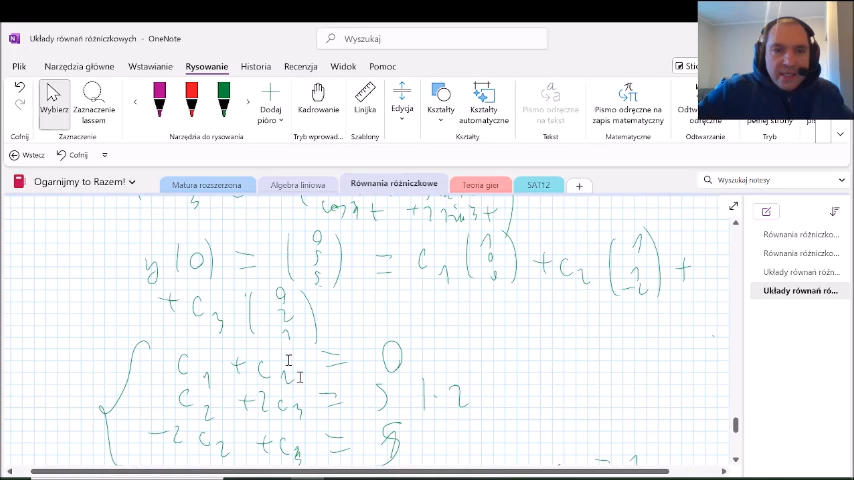 Układy równań różniczkowych - OneNote
Wyszukaj
Plik Narzędzia główne Wstawianie Rysowanie Historia Recenzja Widok Pomoc
Wybierz Zaznaczenie lassem Dodaj pióro Kadrowanie Linijka Edycja Kształty Kształty automatyczne Pismo odręczne na tekst Pismo odręczne na zapis matematyczny
Cofnij Zaznaczenie Narzędzia do rysowania Szablony Kształty Tekst Matematyczne Odtwarzanie Tryb
Wstecz Cofnij
Ogarnijmy to Razem! Matura rozszerzona Algebra liniowa Równania różniczkowe Teoria gier SAT12 + Wyszukaj notesy
Równania różniczko...
Równania różniczko...
Układy równań różn...
Układy równań ró...
y(0) = (0 5 5) = c1 (1 0 0) + c2 (1 1 -2) +
+ c3 (0 2 1)
c1 + c2 = 0
c2 + 2c3 = 5 | · 2
-2c2 + c3 = 5